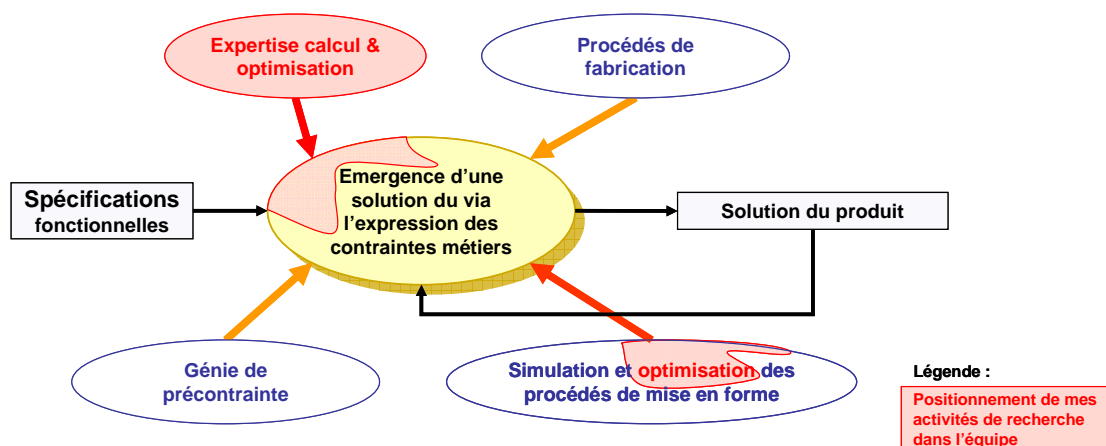 Expertise calcul &
optimisation
Procédés de
fabrication
Spécifications
fonctionnelles
Emergence d'une
solution du via
l'expression des
contraintes métiers
Solution du produit
Génie de
précontrainte
Simulation et optimisation des
procédés de mise en forme
Légende :
Positionnement de mes
activités de recherche
dans l'équipe